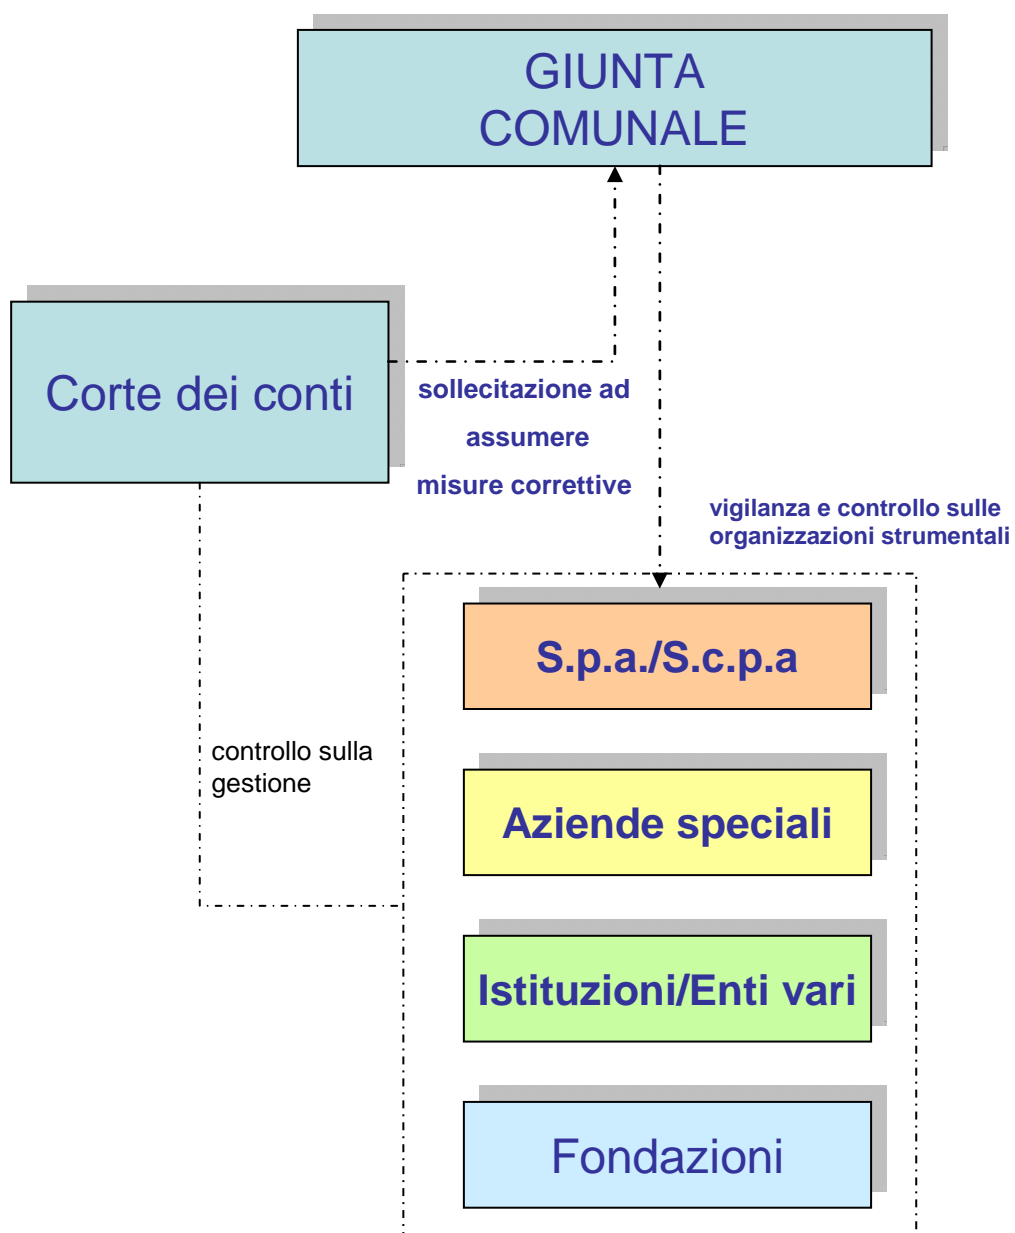 GIUNTA
COMUNALE
Corte dei conti
sollecitazione ad
assumere
misure correttive
vigilanza e controllo sulle
organizzazioni strumentali
S.p.a./S.c.p.a
controllo sulla
gestione
Aziende speciali
Istituzioni/Enti vari
Fondazioni